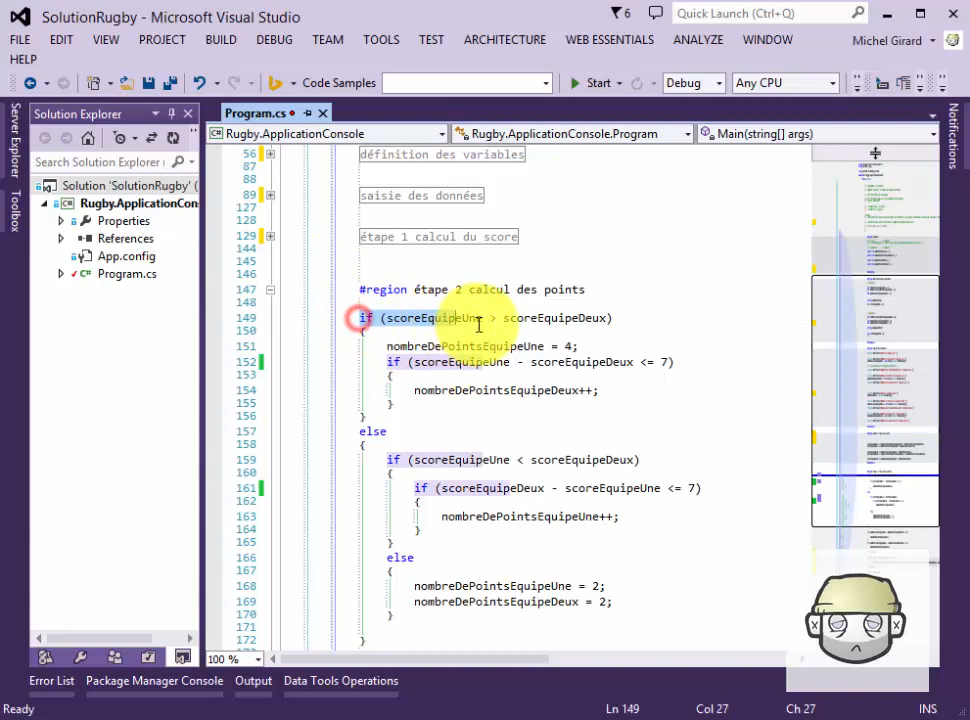 SolutionRugby - Microsoft Visual Studio
6
Quick Launch (Ctrl+Q)
FILE EDIT VIEW PROJECT BUILD DEBUG TEAM TOOLS TEST ARCHITECTURE WEB ESSENTIALS ANALYZE WINDOW
Michel Girard
HELP
Code Samples
Start
Debug
Any CPU
Server Explorer
Toolbox
Solution Explorer
Search Solution Explorer (
Solution 'SolutionRugby' (
Rugby.ApplicationCons
Properties
References
App.config
Program.cs
Program.cs
Rugby.ApplicationConsole
Rugby.ApplicationConsole.Program
Main(string[] args)
56 définition des variables
87
88
89 saisie des données
127
128
129 étape 1 calcul du score
144
145
146
147 #region étape 2 calcul des points
148
149 if (scoreEquipeUne > scoreEquipeDeux)
150 {
151 nombreDePointsEquipeUne = 4;
152 if (scoreEquipeUne - scoreEquipeDeux <= 7)
153 {
154 nombreDePointsEquipeDeux++;
155 }
156 }
157 else
158 {
159 if (scoreEquipeUne < scoreEquipeDeux)
160 {
161 if (scoreEquipeDeux - scoreEquipeUne <= 7)
162 {
163 nombreDePointsEquipeUne++;
164 }
165 }
166 else
167 {
168 nombreDePointsEquipeUne = 2;
169 nombreDePointsEquipeDeux = 2;
170 }
171
172 }
100 %
Notifications
Error List Package Manager Console Output Data Tools Operations
Ready Ln 149 Col 27 Ch 27 INS